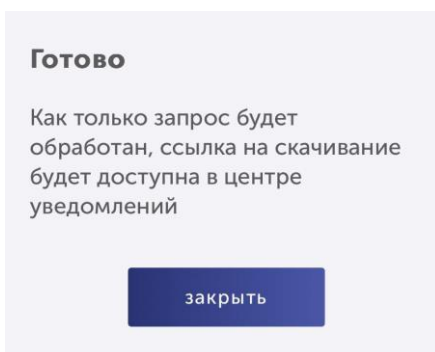 Готово
Как только запрос будет
обработан, ссылка на скачивание
будет доступна в центре
уведомлений
закрыть